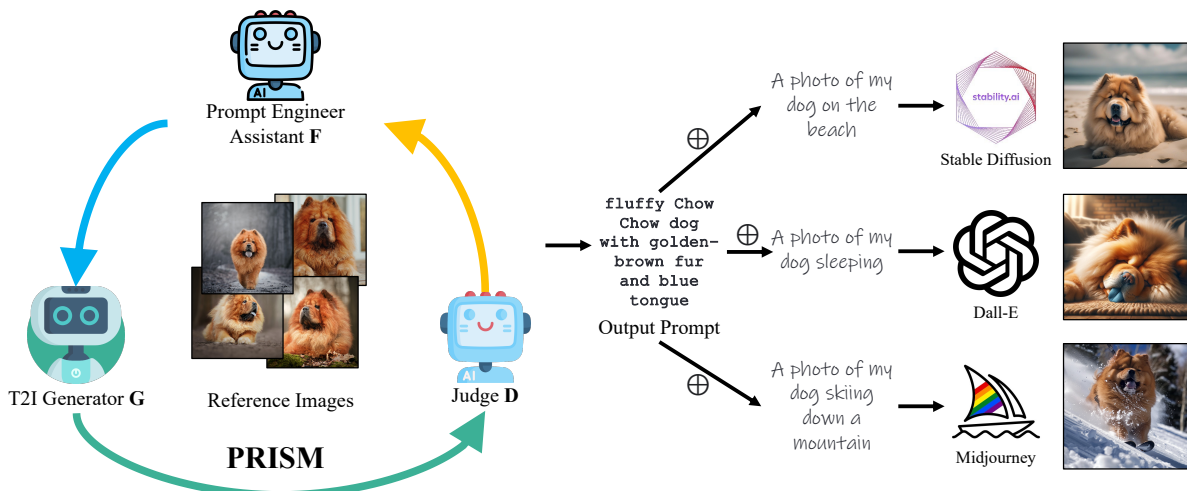 AI
Prompt Engineer
Assistant F
T2I Generator G
Reference Images
AI
Judge D
PRISM
fluffy Chow
Chow dog
with golden-
brown fur
and blue
tongue
Output Prompt
A photo of my
dog on the
beach
stability.ai
Stable Diffusion
A photo of my
dog sleeping
Dall-E
A photo of my
dog skiing
down a
mountain
Midjourney